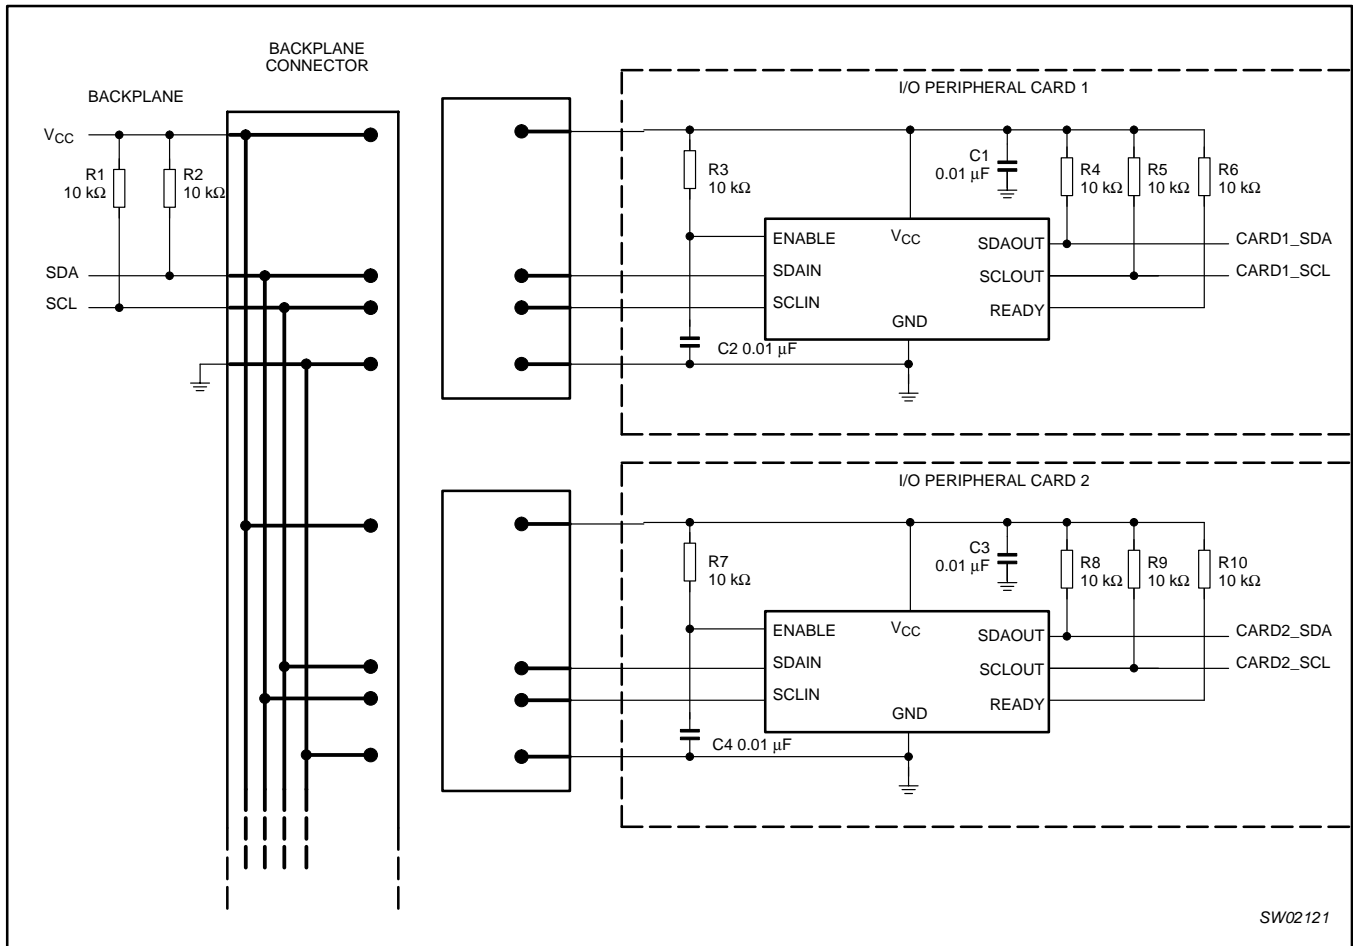 BACKPLANE
CONNECTOR
BACKPLANE
VCC
R1
10 kΩ
R2
10 kΩ
SDA
SCL
I/O PERIPHERAL CARD 1
R3
10 kΩ
C1
0.01 μF
R4
10 kΩ
R5
10 kΩ
R6
10 kΩ
ENABLE
VCC
SDAOUT
CARD1_SDA
SDAIN
SCLOUT
CARD1_SCL
SCLIN
READY
GND
C2 0.01 μF
I/O PERIPHERAL CARD 2
R7
10 kΩ
C3
0.01 μF
R8
10 kΩ
R9
10 kΩ
R10
10 kΩ
ENABLE
VCC
SDAOUT
CARD2_SDA
SDAIN
SCLOUT
CARD2_SCL
SCLIN
READY
GND
C4 0.01 μF
SW02121